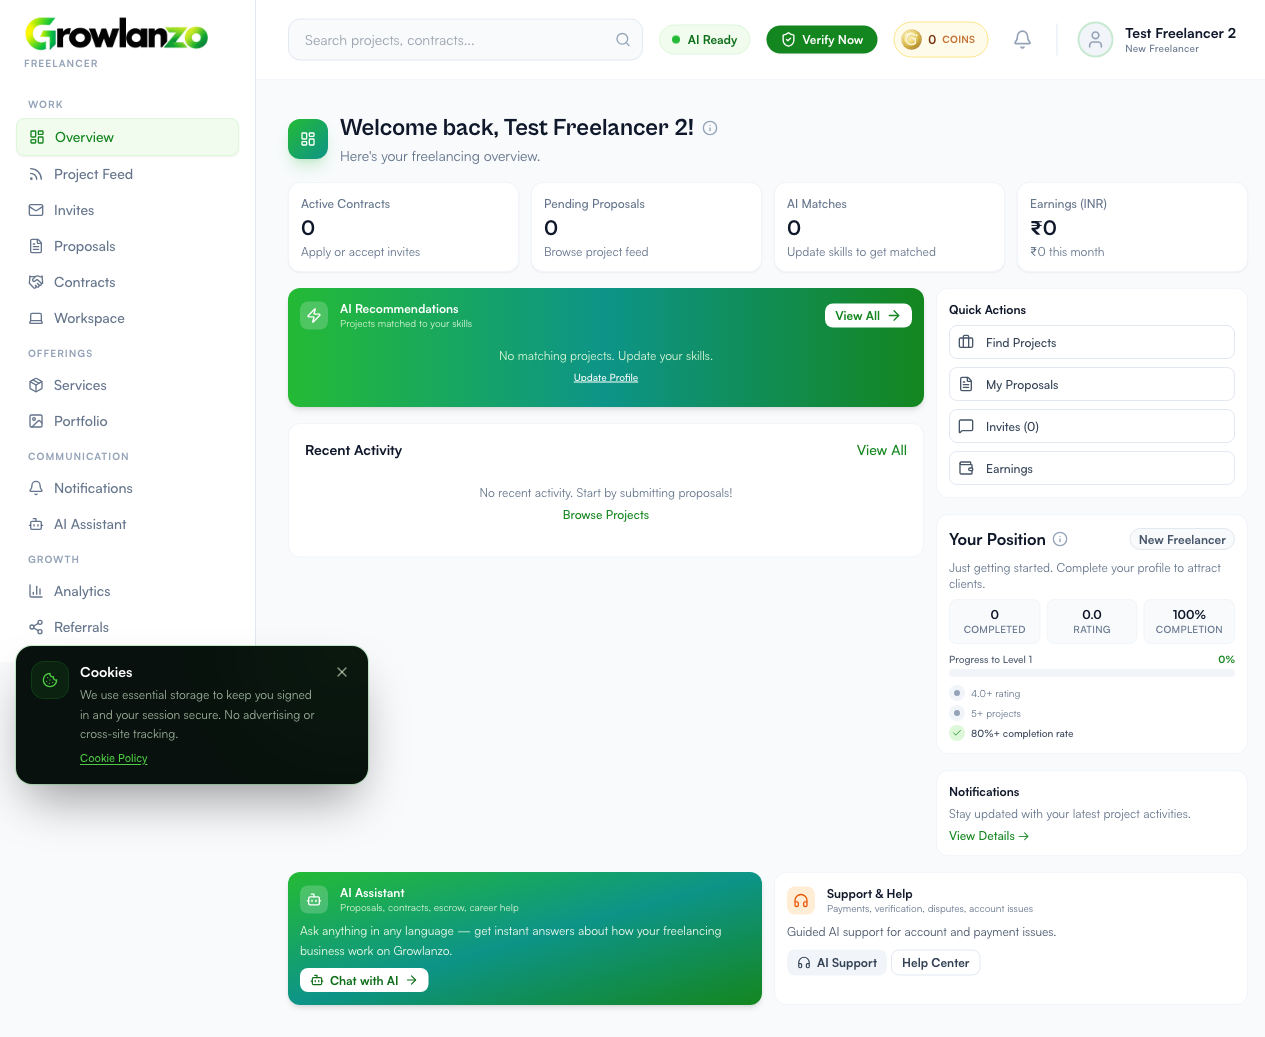 Growlanzo
FREELANCER
WORK
Overview
Project Feed
Invites
Proposals
Contracts
Workspace
OFFERINGS
Services
Portfolio
COMMUNICATION
Notifications
AI Assistant
GROWTH
Analytics
Referrals
Cookies
We use essential storage to keep you signed
in and your session secure. No advertising or
cross-site tracking.
Cookie Policy
Search projects, contracts...
AI Ready
Verify Now
0 COINS
Test Freelancer 2
New Freelancer
Welcome back, Test Freelancer 2!
Here's your freelancing overview.
Active Contracts
0
Apply or accept invites
Pending Proposals
0
Browse project feed
AI Matches
0
Update skills to get matched
Earnings (INR)
₹0
₹0 this month
AI Recommendations
Projects matched to your skills
View All
No matching projects. Update your skills.
Update Profile
Recent Activity
View All
No recent activity. Start by submitting proposals!
Browse Projects
Quick Actions
Find Projects
My Proposals
Invites (0)
Earnings
Your Position
New Freelancer
Just getting started. Complete your profile to attract
clients.
0
COMPLETED
0.0
RATING
100%
COMPLETION
Progress to Level 1
0%
4.0+ rating
5+ projects
80%+ completion rate
Notifications
Stay updated with your latest project activities.
View Details →
AI Assistant
Proposals, contracts, escrow, career help
Ask anything in any language — get instant answers about how your freelancing
business work on Growlanzo.
Chat with AI
Support & Help
Payments, verification, disputes, account issues
Guided AI support for account and payment issues.
AI Support
Help Center